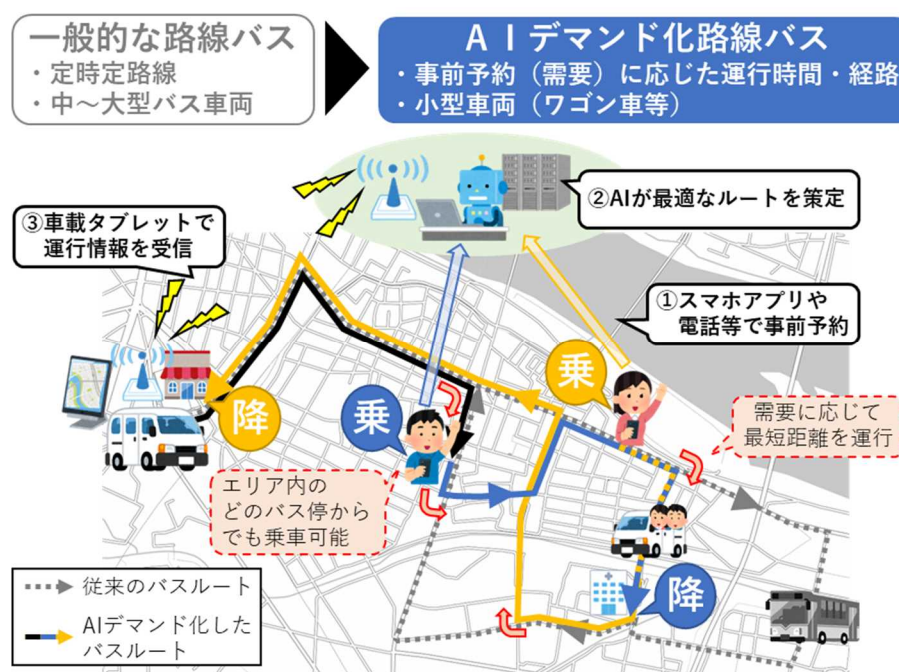 一般的な路線バス
・定時定路線
・中～大型バス車両
ＡＩデマンド化路線バス
・事前予約（需要）に応じた運行時間・経路
・小型車両（ワゴン車等）
②AIが最適なルートを策定
③車載タブレットで
運行情報を受信
①スマホアプリや
電話等で事前予約
乗
降
乗
需要に応じて
最短距離を運行
エリア内の
どのバス停から
でも乗車可能
降
従来のバスルート
AIデマンド化した
バスルート